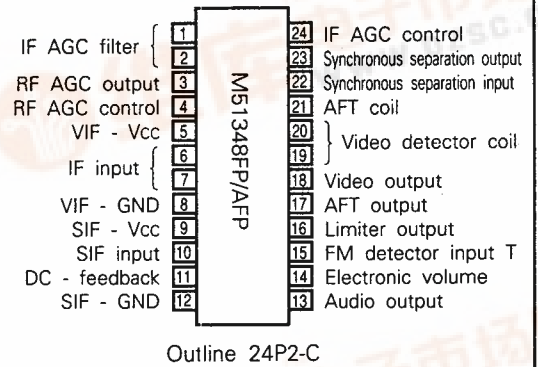 IF AGC filter
RF AGC output
RF AGC control
VIF - Vcc
IF input
VIF - GND
SIF - Vcc
SIF input
DC - feedback
SIF - GND
1
2
3
4
5
6
7
8
9
10
11
12
M51348FP/AFP
24
23
22
21
20
19
18
17
16
15
14
13
IF AGC control
Synchronous separation output
Synchronous separation input
AFT coil
Video detector coil
Video output
AFT output
Limiter output
FM detector input T
Electronic volume
Audio output
Outline 24P2-C